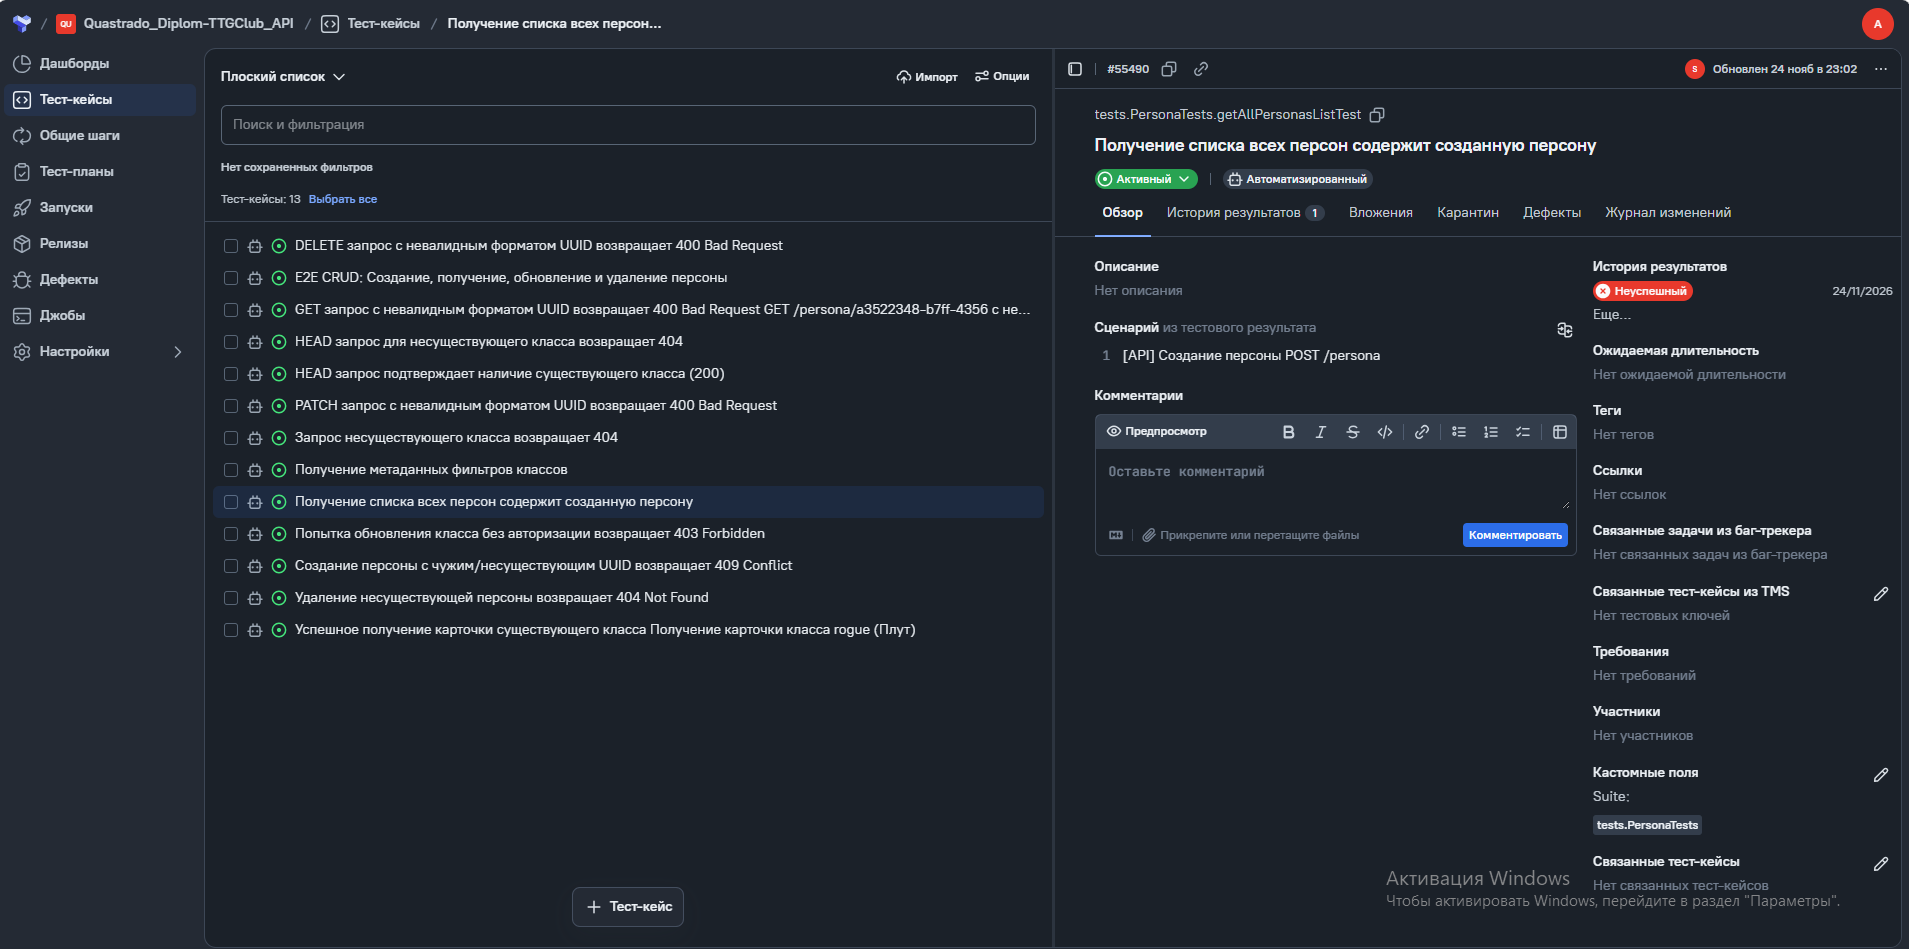 / QU Quastrado_Diplom-TTGClub_API / Тест-кейсы / Получение списка всех персон...
A
Дашборды
Тест-кейсы
Общие шаги
Тест-планы
Запуски
Релизы
Дефекты
Джобы
Настройки
Плоский список
Импорт
Опции
Поиск и фильтрация
Нет сохраненных фильтров
Тест-кейсы: 13 Выбрать все
DELETE запрос с невалидным форматом UUID возвращает 400 Bad Request
E2E CRUD: Создание, получение, обновление и удаление персоны
GET запрос с невалидным форматом UUID возвращает 400 Bad Request GET /persona/a3522348-b7ff-4356 с не...
HEAD запрос для несуществующего класса возвращает 404
HEAD запрос подтверждает наличие существующего класса (200)
PATCH запрос с невалидным форматом UUID возвращает 400 Bad Request
Запрос несуществующего класса возвращает 404
Получение метаданных фильтров классов
Получение списка всех персон содержит созданную персону
Попытка обновления класса без авторизации возвращает 403 Forbidden
Создание персоны с чужим/несуществующим UUID возвращает 409 Conflict
Удаление несуществующей персоны возвращает 404 Not Found
Успешное получение карточки существующего класса Получение карточки класса rogue (Плут)
Тест-кейс
#55490
S Обновлен 24 нояб в 23:02
tests.PersonaTests.getAllPersonasListTest
Получение списка всех персон содержит созданную персону
Активный
Автоматизированный
Обзор
История результатов 1
Вложения
Карантин
Дефекты
Журнал изменений
Описание
Нет описания
Сценарий из тестового результата
1 [API] Создание персоны POST /persona
Комментарии
Предпросмотр
Оставьте комментарий
Прикрепите или перетащите файлы
Комментировать
История результатов
Неуспешный 24/11/2026
Еще...
Ожидаемая длительность
Нет ожидаемой длительности
Теги
Нет тегов
Ссылки
Нет ссылок
Связанные задачи из баг-трекера
Нет связанных задач из баг-трекера
Связанные тест-кейсы из TMS
Нет тестовых ключей
Требования
Нет требований
Участники
Нет участников
Кастомные поля
Suite:
tests.PersonaTests
Связанные тест-кейсы
Нет связанных тест-кейсов
Активация Windows
Чтобы активировать Windows, перейдите в раздел "Параметры".